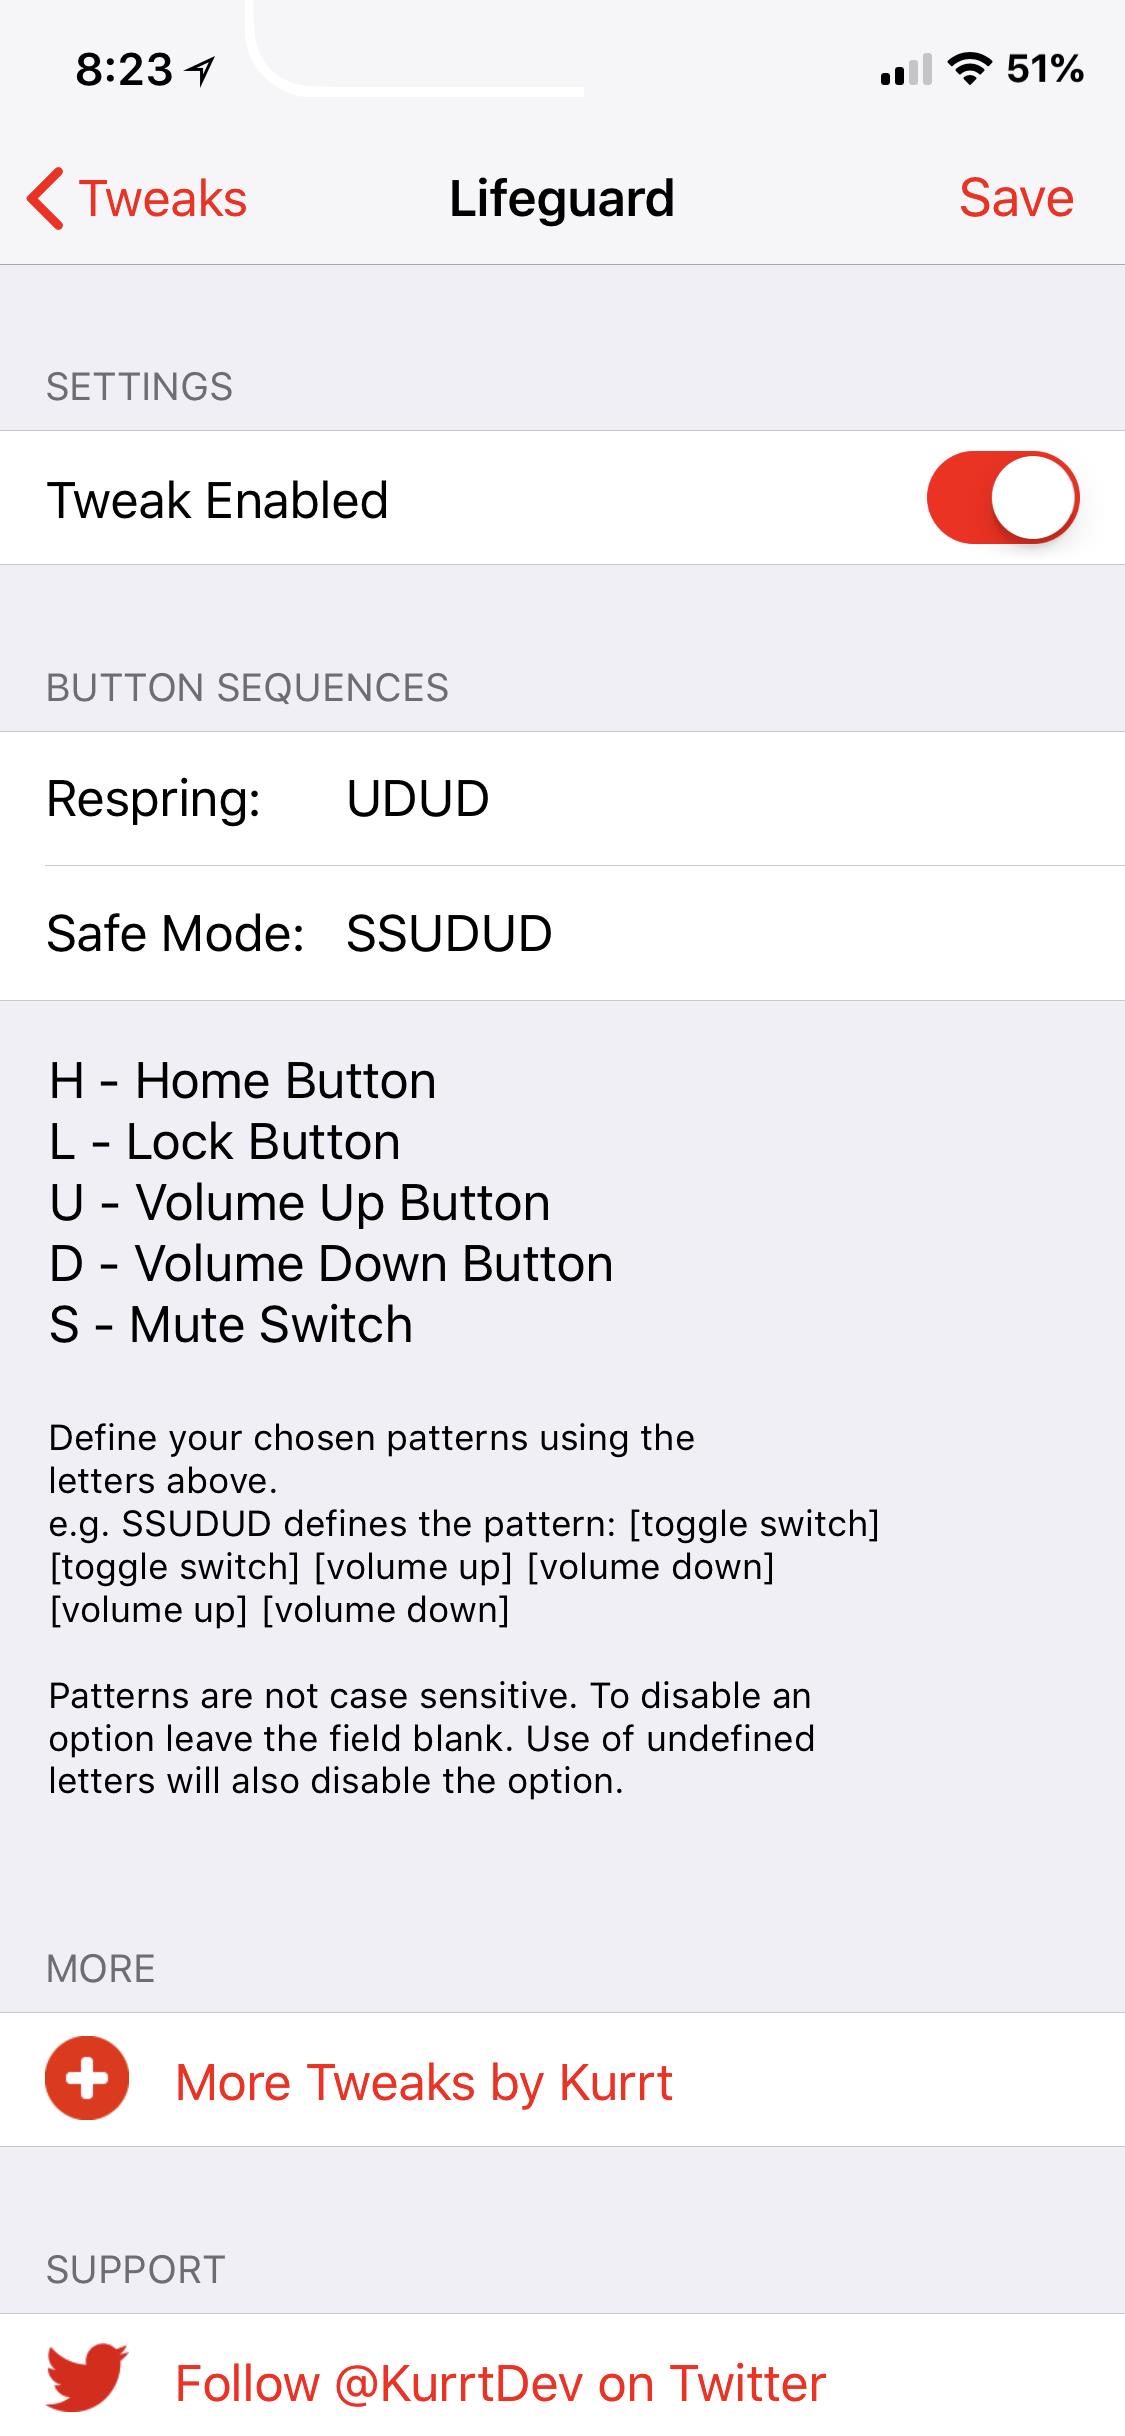 8:23 51%
Tweaks Lifeguard Save
SETTINGS
Tweak Enabled
BUTTON SEQUENCES
Respring: UDUD
Safe Mode: SSUDUD
H - Home Button
L - Lock Button
U - Volume Up Button
D - Volume Down Button
S - Mute Switch
Define your chosen patterns using the
letters above.
e.g. SSUDUD defines the pattern: [toggle switch]
[toggle switch] [volume up] [volume down]
[volume up] [volume down]
Patterns are not case sensitive. To disable an
option leave the field blank. Use of undefined
letters will also disable the option.
MORE
More Tweaks by Kurrt
SUPPORT
Follow @KurrtDev on Twitter